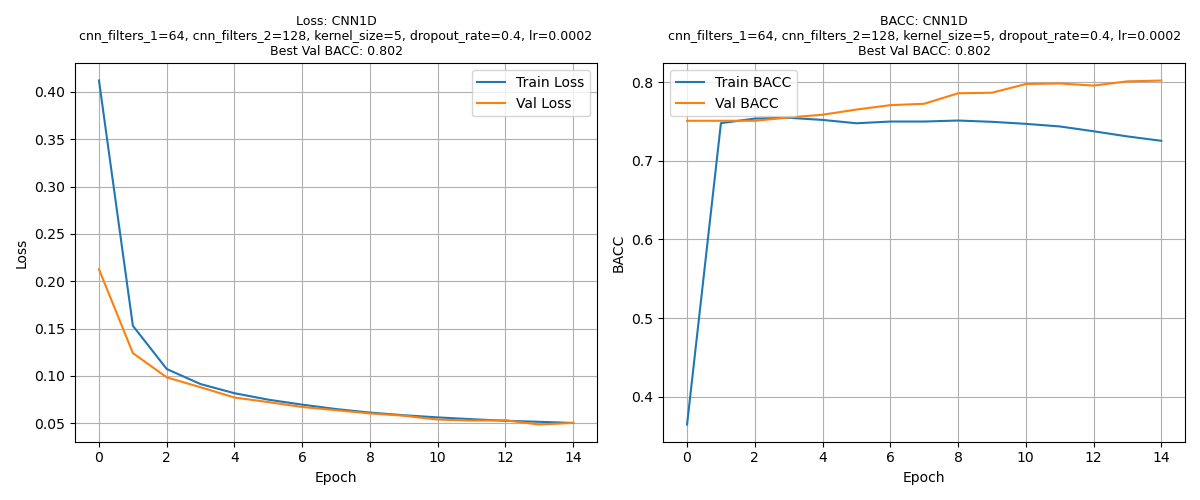 Loss: CNN1D
cnn_filters_1=64, cnn_filters_2=128, kernel_size=5, dropout_rate=0.4, lr=0.0002
Best Val BACC: 0.802
Train Loss
Val Loss
0.40
0.35
0.30
0.25
0.20
0.15
0.10
0.05
Loss
0 2 4 6 8 10 12 14
Epoch
BACC: CNN1D
cnn_filters_1=64, cnn_filters_2=128, kernel_size=5, dropout_rate=0.4, lr=0.0002
Best Val BACC: 0.802
Train BACC
Val BACC
0.8
0.7
0.6
0.5
0.4
BACC
0 2 4 6 8 10 12 14
Epoch